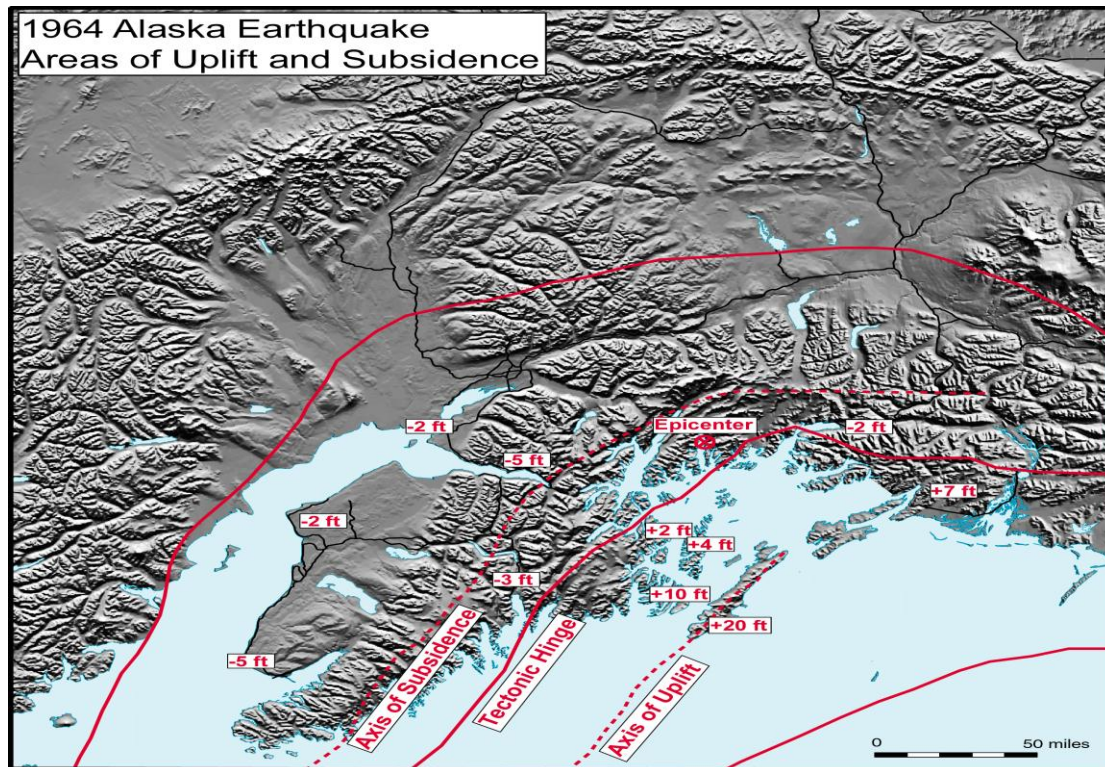 1964 Alaska Earthquake
Areas of Uplift and Subsidence
-2 ft
Epicenter
-2 ft
-5 ft
+7 ft
-2 ft
+2 ft
+4 ft
-3 ft
+10 ft
+20 ft
-5 ft
Axis of Subsidence
Tectonic Hinge
Axis of Uplift
0 50 miles